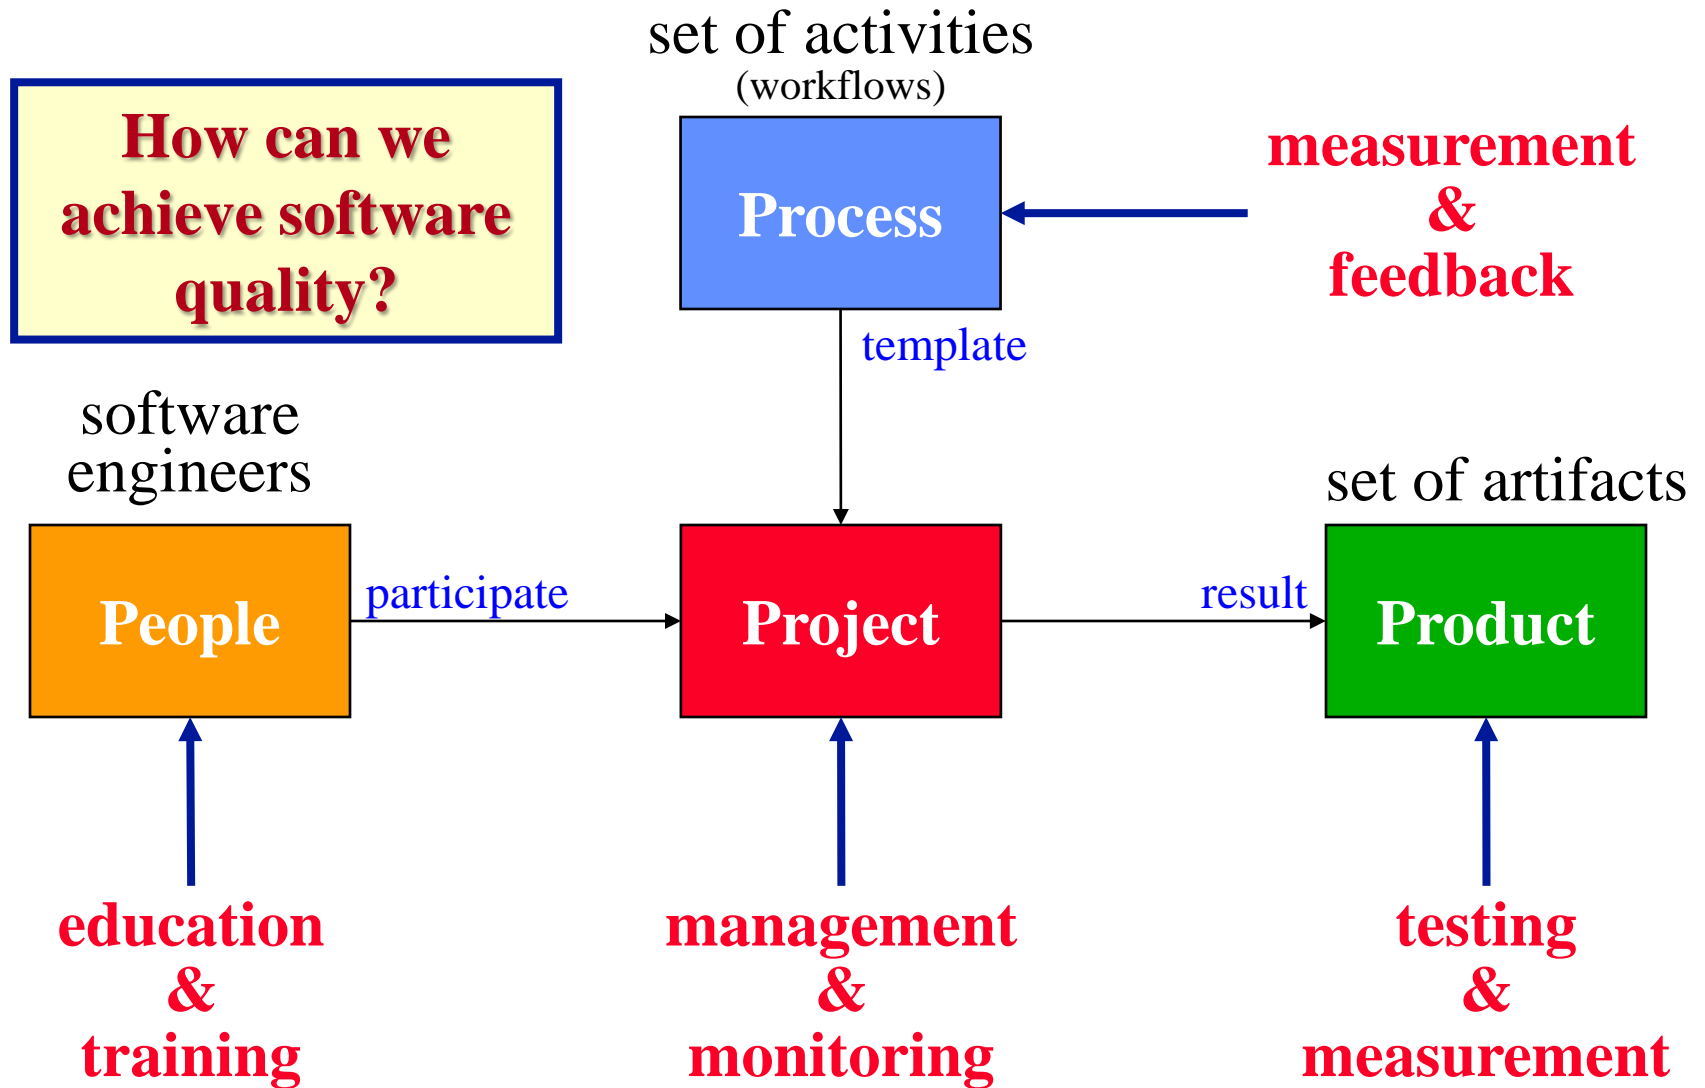 set of activities
(workflows)
How can we
achieve software
quality?
Process
measurement
&
feedback
template
software
engineers
set of artifacts
People
participate
Project
result
Product
education
&
training
management
&
monitoring
testing
&
measurement